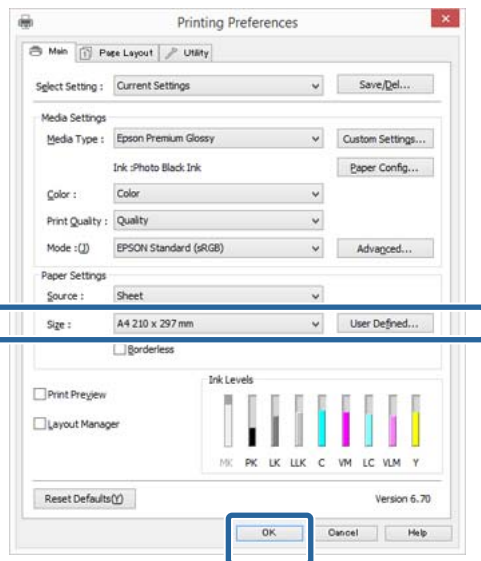 Printing Preferences
Main Page Layout Utility
Select Setting : Current Settings Save/Del...
Media Settings
Media Type : Epson Premium Glossy Custom Settings...
Ink :Photo Black Ink Paper Config...
Color : Color
Print Quality : Quality
Mode :(J) EPSON Standard (sRGB) Advanced...
Paper Settings
Source : Sheet
Size : A4 210 x 297 mm User Defined...
Borderless
Print Preview
Layout Manager
Ink Levels
MK PK LK LLK C VM LC VLM Y
Reset Defaults(Y) Version 6.70
OK Cancel Help